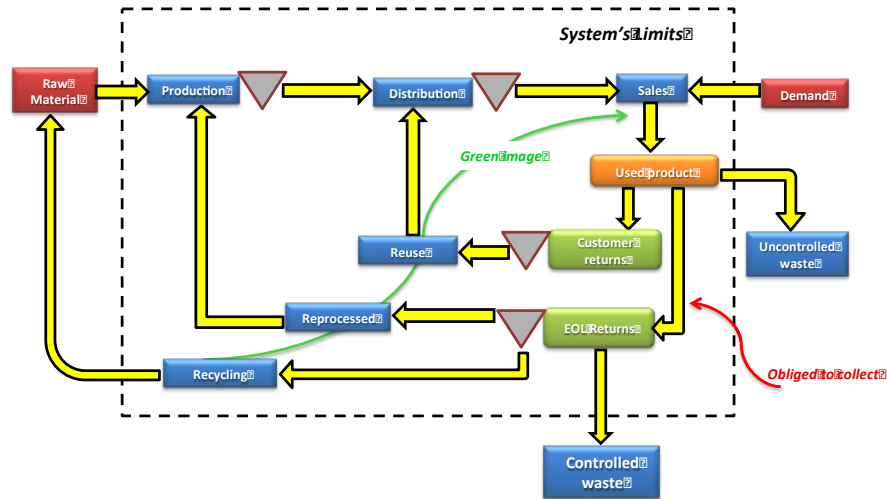 System's Limits
Raw
Material
Production
Distribution
Sales
Demand
Green image
Used product
Reuse
Customer
returns
Uncontrolled
waste
Reprocessed
EOL Returns
Recycling
Obliged to collect
Controlled
waste